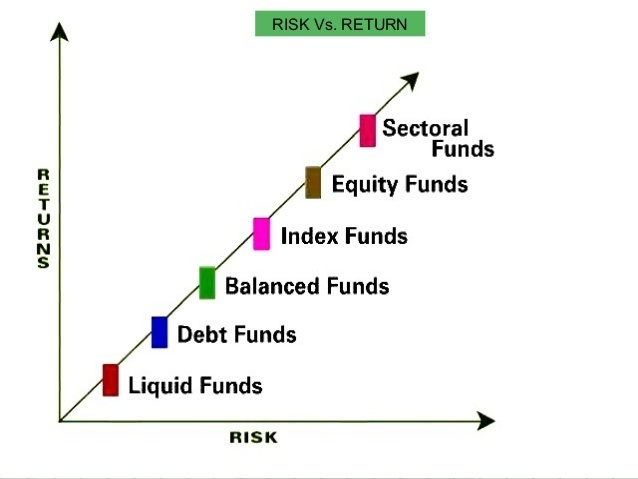 RISK Vs. RETURN
Sectoral
Funds
Equity Funds
Index Funds
Balanced Funds
Debt Funds
Liquid Funds
RETURNS
RISK